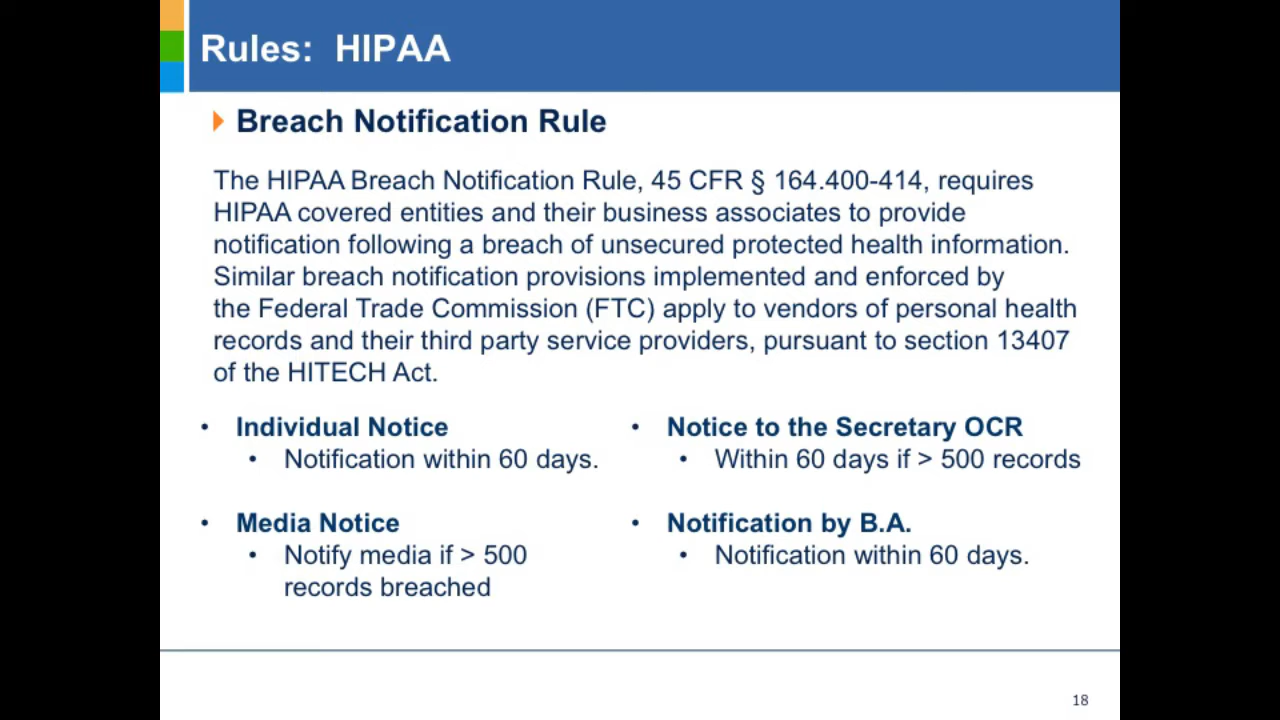 Rules: HIPAA
Breach Notification Rule
The HIPAA Breach Notification Rule, 45 CFR § 164.400-414, requires
HIPAA covered entities and their business associates to provide
notification following a breach of unsecured protected health information.
Similar breach notification provisions implemented and enforced by
the Federal Trade Commission (FTC) apply to vendors of personal health
records and their third party service providers, pursuant to section 13407
of the HITECH Act.
• Individual Notice
• Notification within 60 days.
• Media Notice
• Notify media if > 500
records breached
• Notice to the Secretary OCR
• Within 60 days if > 500 records
• Notification by B.A.
• Notification within 60 days.
18